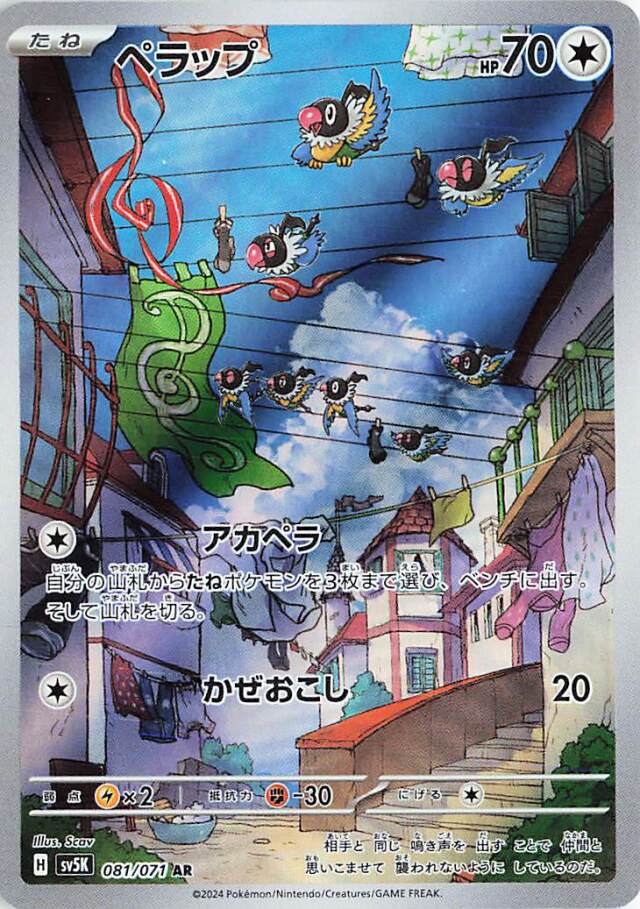 たね
ペラップ
HP70
アカペラ
自分の山札からたねポケモンを3枚まで選び、ベンチに出す。
そして山札を切る。
かぜおこし 20
弱点 ×2 抵抗力 -30 にげる
Illus. Scav
H sv5K 081/071 AR
相手と 同じ 鳴き声を 出す ことで 仲間と
思いこませて 襲われないように しているのだ。
©2024 Pokémon/Nintendo/Creatures/GAME FREAK.